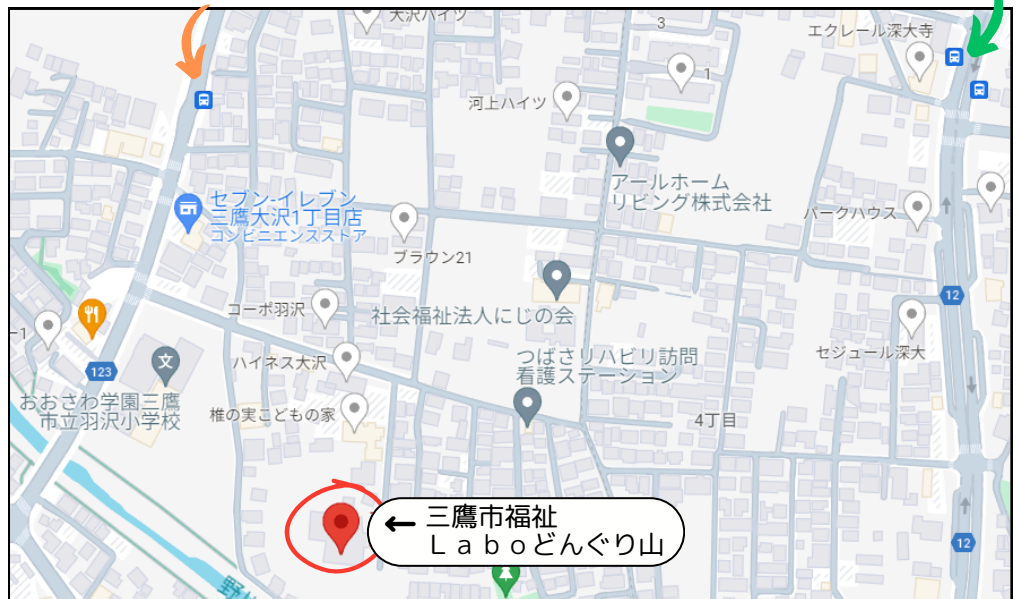 大沢ハイツ
3
エクレール深大寺
1
河上ハイツ
アールホーム
リビング株式会社
セブン-イレブン
三鷹大沢1丁目店
コンビニエンスストア
パークハウス
ブラウン21
12
コーポ羽沢
社会福祉法人にじの会
-1
ハイネス大沢
つばさリハビリ訪問
看護ステーション
セジュール深大
123
文
おおさわ学園三鷹
市立羽沢小学校
椎の実こどもの家
4丁目
← 三鷹市福祉
Ｌａｂｏどんぐり山
12